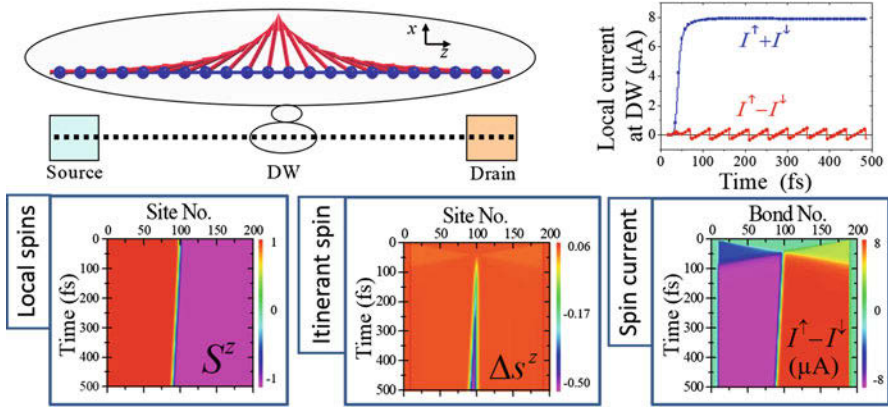 x
z
Source
DW
Drain
Local current
at DW (μA)
8
6
4
2
0
I↑+I↓
I↑−I↓
0 100 200 300 400 500
Time (fs)
Local spins
Site No.
0 50 100 150 200
Time (fs)
0
100
200
300
400
500
S^z
1
0
-1
Itinerant spin
Site No.
0 50 100 150 200
Time (fs)
0
100
200
300
400
500
Δs^z
0.06
-0.17
-0.50
Spin current
Bond No.
0 50 100 150 200
Time (fs)
0
100
200
300
400
500
I↑−I↓
(μA)
8
0
-8